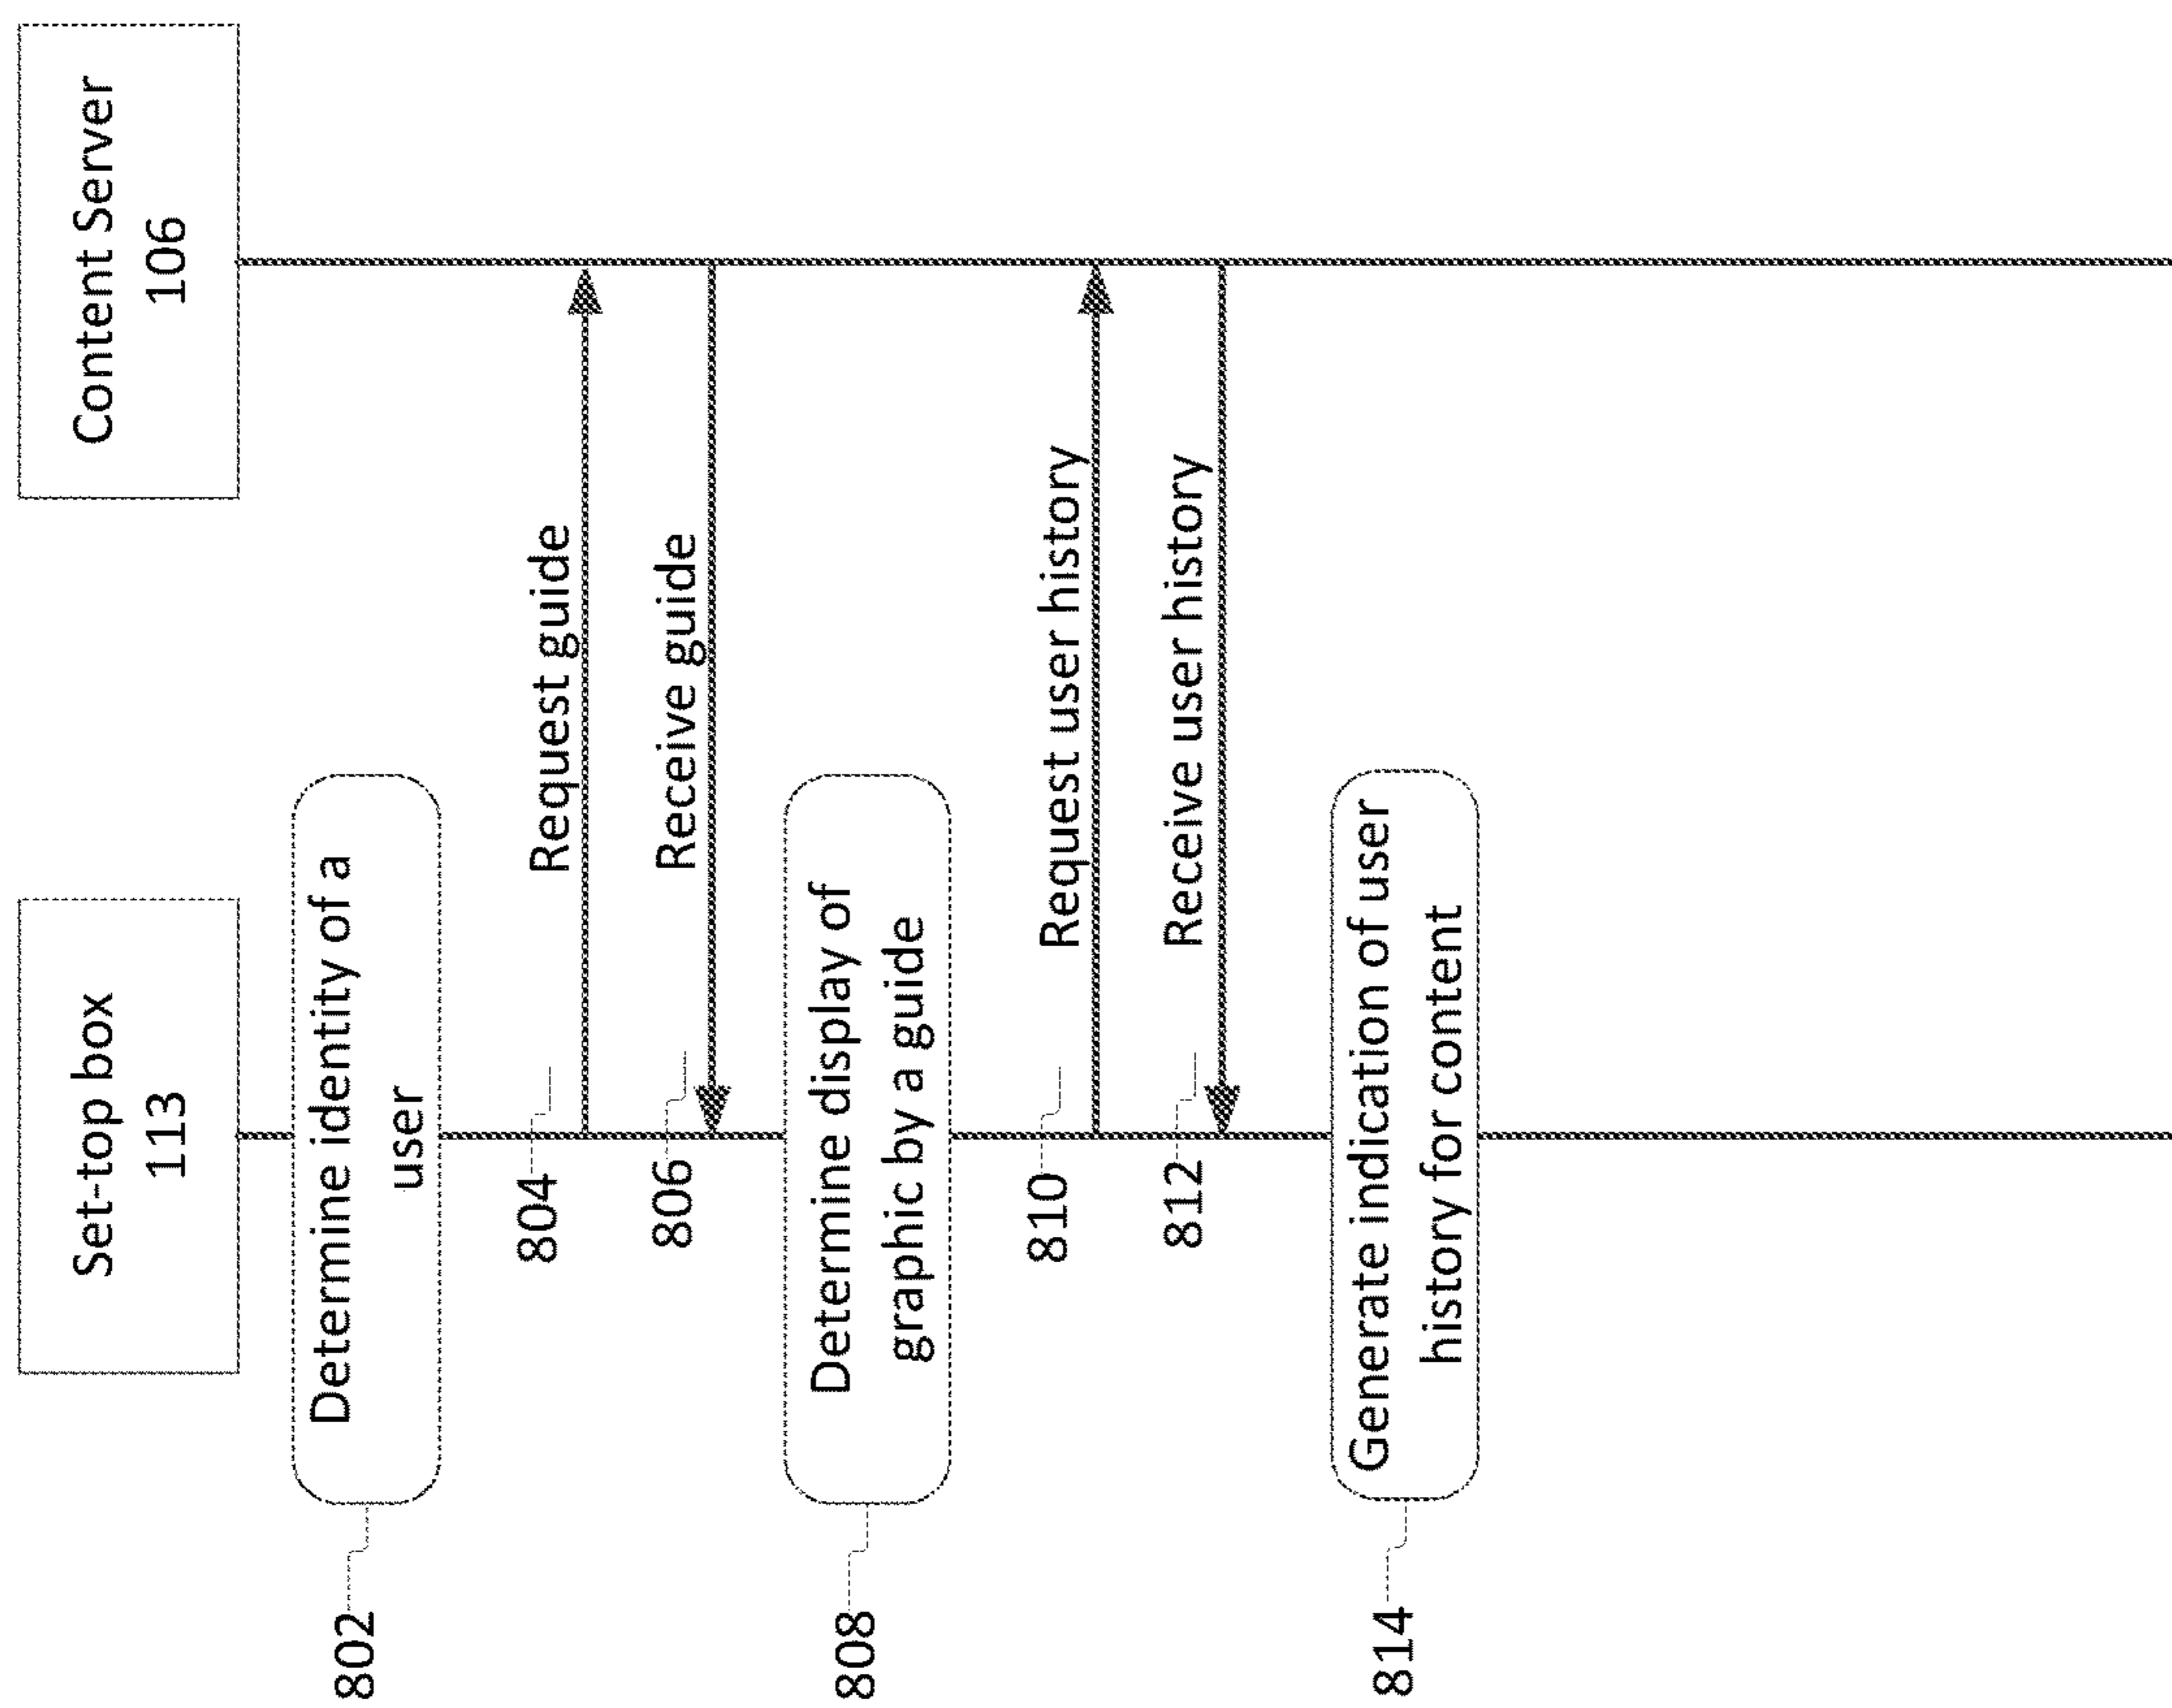 Set-top box
113
Content Server
106
802
Determine identity of a
user
804
Request guide
806
Receive guide
808
Determine display of
graphic by a guide
810
Request user history
812
Receive user history
814
Generate indication of user
history for content